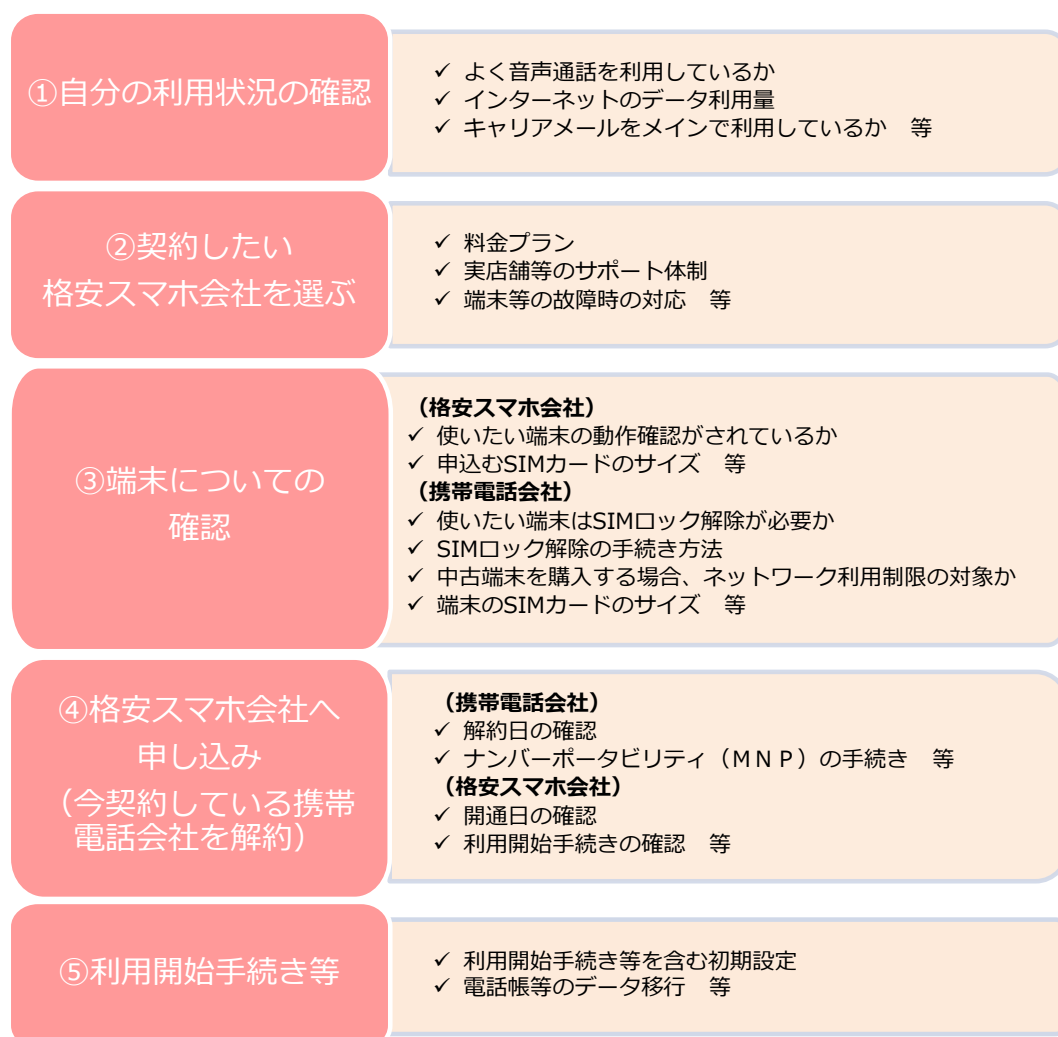 ①自分の利用状況の確認
✓ よく音声通話を利用しているか
✓ インターネットのデータ利用量
✓ キャリアメールをメインで利用しているか　等
②契約したい
格安スマホ会社を選ぶ
✓ 料金プラン
✓ 実店舗等のサポート体制
✓ 端末等の故障時の対応　等
③端末についての
確認
（格安スマホ会社）
✓ 使いたい端末の動作確認がされているか
✓ 申込むSIMカードのサイズ　等
（携帯電話会社）
✓ 使いたい端末はSIMロック解除が必要か
✓ SIMロック解除の手続き方法
✓ 中古端末を購入する場合、ネットワーク利用制限の対象か
✓ 端末のSIMカードのサイズ　等
④格安スマホ会社へ
申し込み
（今契約している携帯
電話会社を解約）
（携帯電話会社）
✓ 解約日の確認
✓ ナンバーポータビリティ（ＭＮＰ）の手続き　等
（格安スマホ会社）
✓ 開通日の確認
✓ 利用開始手続きの確認　等
⑤利用開始手続き等
✓ 利用開始手続き等を含む初期設定
✓ 電話帳等のデータ移行　等